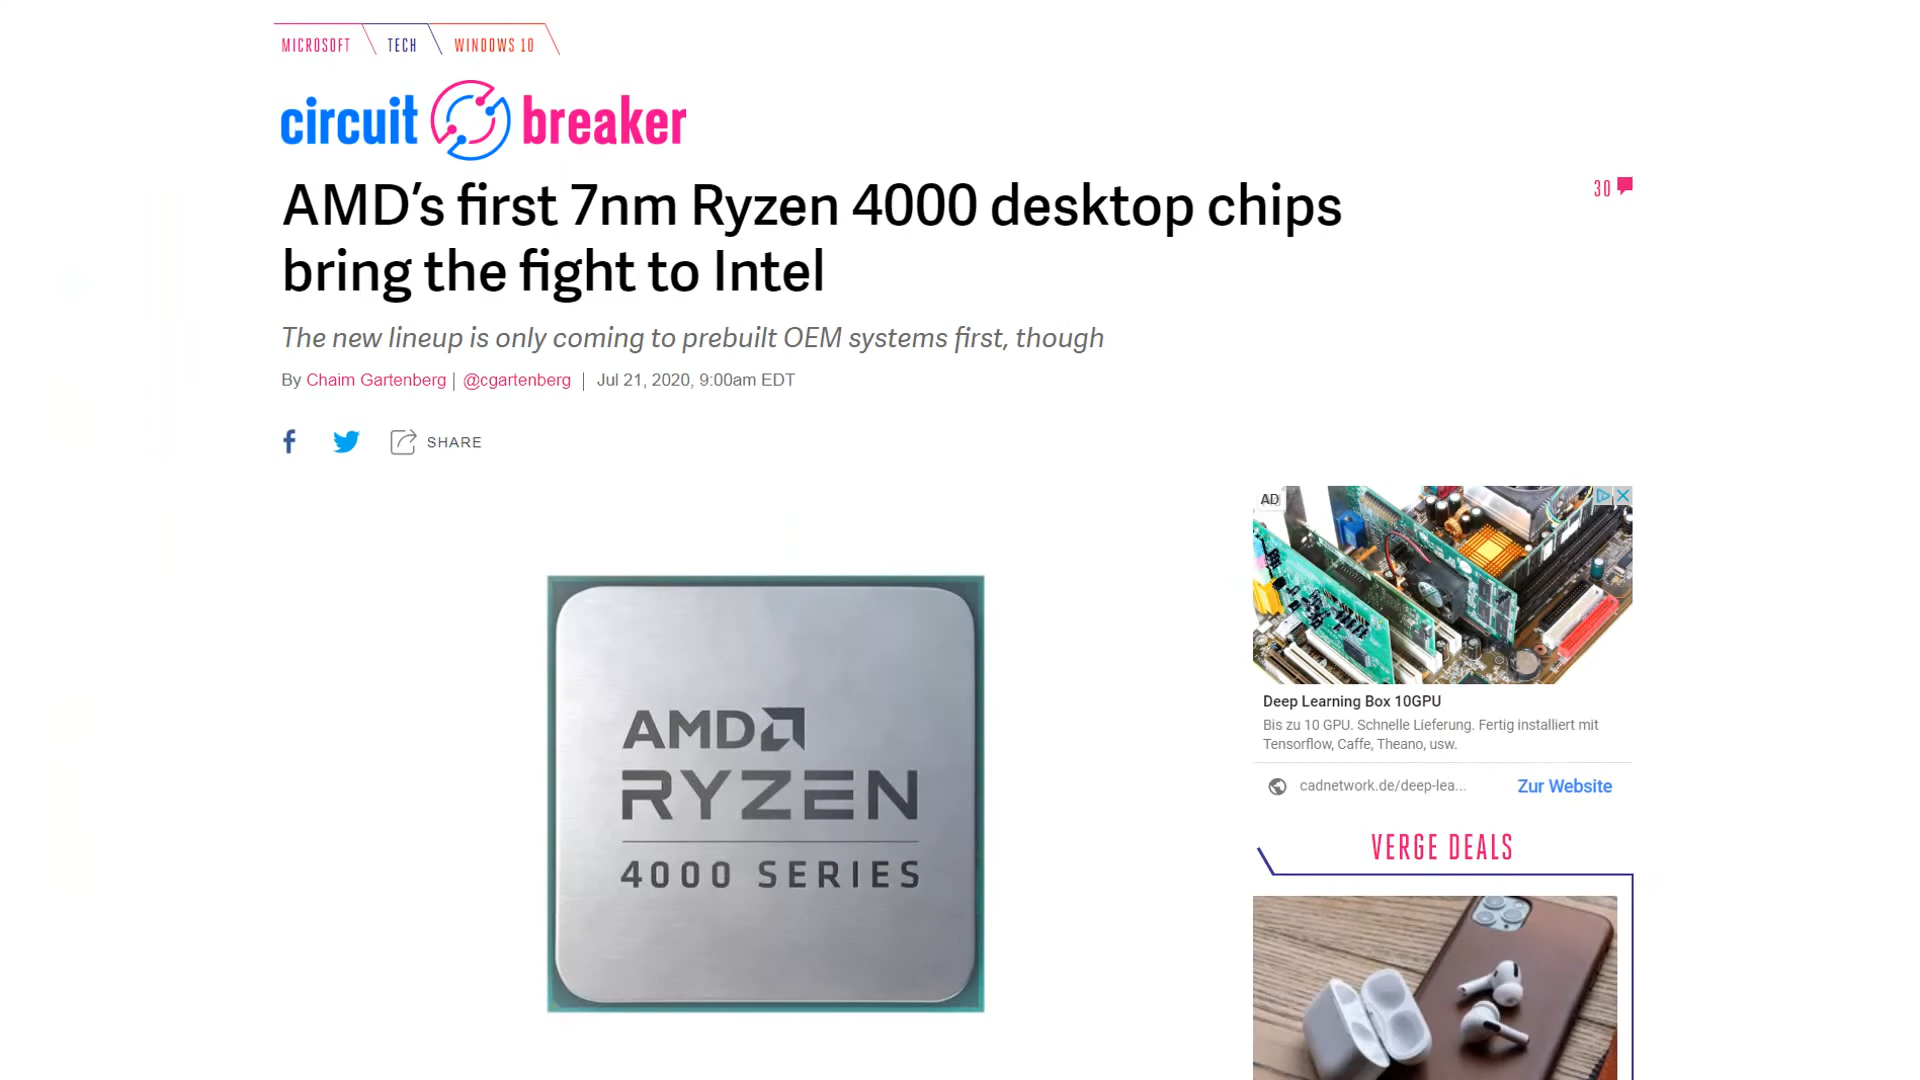 MICROSOFT TECH WINDOWS 10
circuit breaker
AMD's first 7nm Ryzen 4000 desktop chips
bring the fight to Intel
30
The new lineup is only coming to prebuilt OEM systems first, though
By Chaim Gartenberg | @cgartenberg | Jul 21, 2020, 9:00am EDT
SHARE
AMD
RYZEN
4000 SERIES
AD
Deep Learning Box 10GPU
Bis zu 10 GPU. Schnelle Lieferung. Fertig installiert mit
Tensorflow, Caffe, Theano, usw.
cadnetwork.de/deep-lea... Zur Website
VERGE DEALS